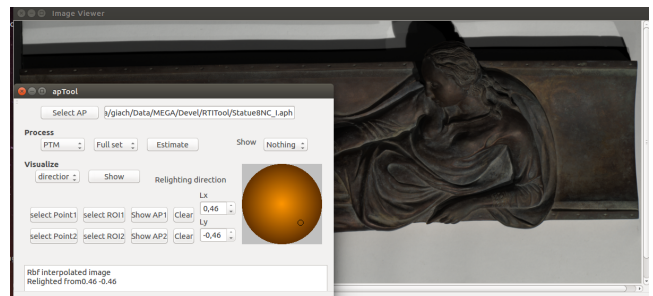 Image Viewer
apTool
Select AP
ɔ/giach/Data/MEGA/Devel/RTITool/Statue8NC_I.aph
Process
PTM Full set Estimate Show Nothing
Visualize
directior Show Relighting direction
Lx
select Point1 select ROI1 Show AP1 Clear 0,46
Ly
select Point2 select ROI2 Show AP2 Clear -0,46
Rbf interpolated image
Relighted from0.46 -0.46